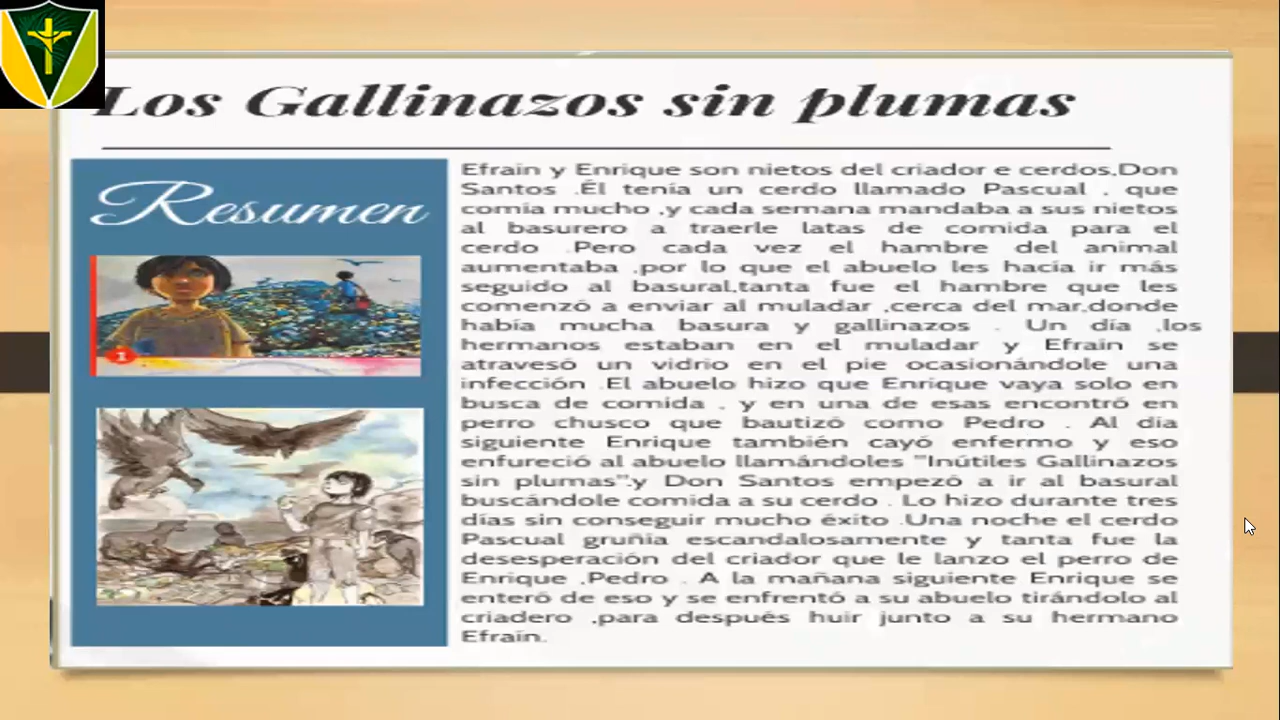 Los Gallinazos sin plumas
Resumen
1
Efraín y Enrique son nietos del criador e cerdos,Don
Santos .Él tenía un cerdo llamado Pascual , que
comía mucho ,y cada semana mandaba a sus nietos
al basurero a traerle latas de comida para el
cerdo .Pero cada vez el hambre del animal
aumentaba ,por lo que el abuelo les hacía ir más
seguido al basural,tanta fue el hambre que les
comenzó a enviar al muladar ,cerca del mar,donde
había mucha basura y gallinazos . Un día ,los
hermanos estaban en el muladar y Efraín se
atravesó un vidrio en el pie ocasionándole una
infección .El abuelo hizo que Enrique vaya solo en
busca de comida , y en una de esas encontró en
perro chusco que bautizó como Pedro . Al día
siguiente Enrique también cayó enfermo y eso
enfureció al abuelo llamándoles "Inútiles Gallinazos
sin plumas"y Don Santos empezó a ir al basural
buscándole comida a su cerdo . Lo hizo durante tres
días sin conseguir mucho éxito .Una noche el cerdo
Pascual gruñía escandalosamente y tanta fue la
desesperación del criador que le lanzo el perro de
Enrique ,Pedro . A la mañana siguiente Enrique se
enteró de eso y se enfrentó a su abuelo tirándolo al
criadero ,para después huir junto a su hermano
Efraín.